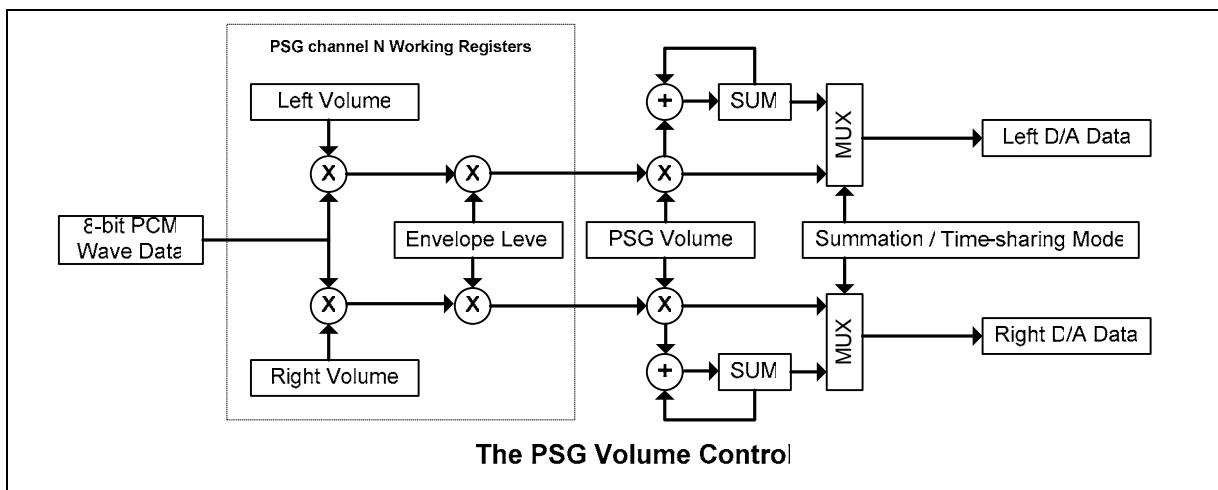 PSG channel N Working Registers
Left Volume
+
SUM
MUX
Left D/A Data
X
X
X
8-bit PCM
Wave Data
Envelope Leve
PSG Volume
Summation / Time-sharing Mode
X
X
X
MUX
Right D/A Data
Right Volume
+
SUM
The PSG Volume Control